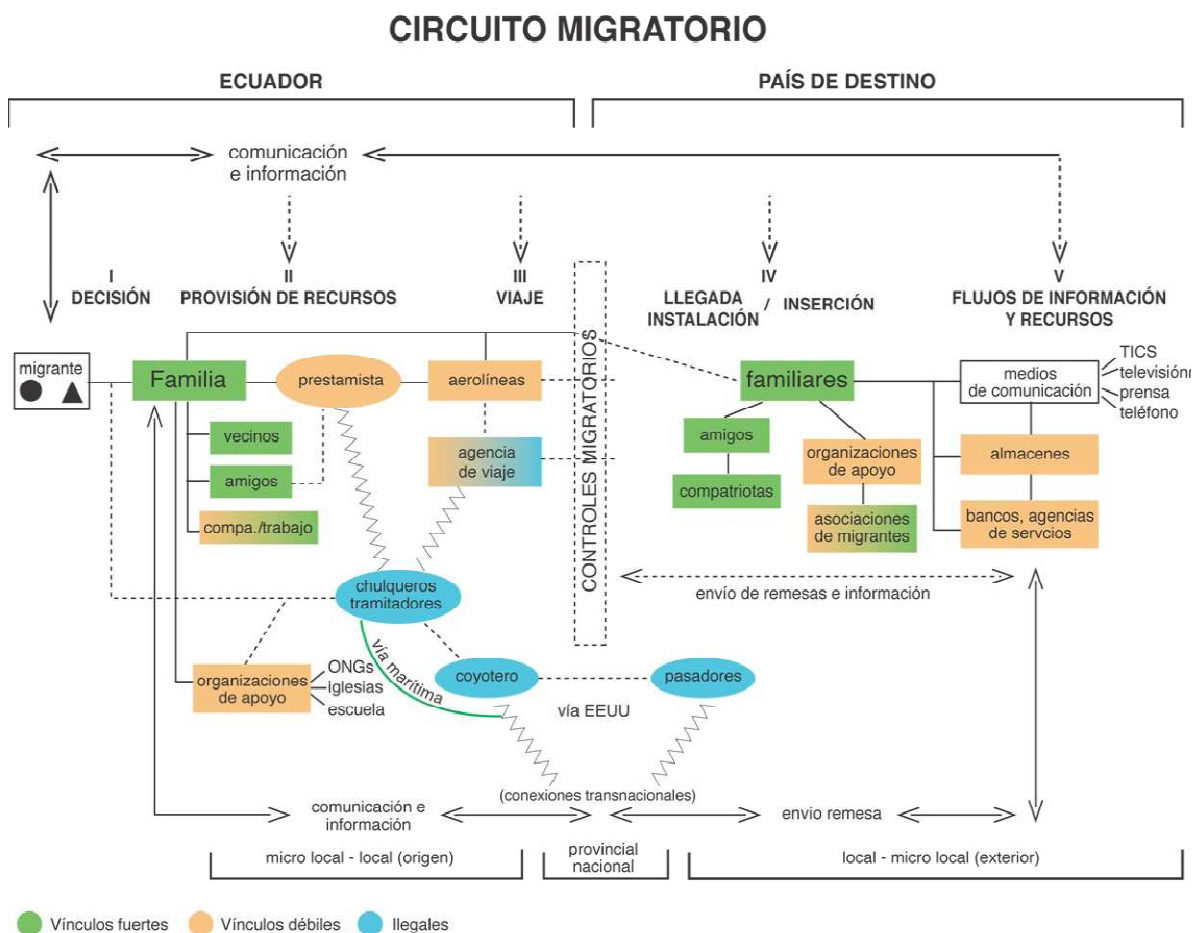 CIRCUITO MIGRATORIO
ECUADOR
PAÍS DE DESTINO
comunicación
e información
I
DECISIÓN
II
PROVISIÓN DE RECURSOS
III
VIAJE
IV
LLEGADA / INSERCIÓN
INSTALACIÓN
V
FLUJOS DE INFORMACIÓN
Y RECURSOS
CONTROLES MIGRATORIOS
migrante
Familia
prestamista
aerolíneas
vecinos
amigos
compa./trabajo
agencia
de viaje
familiares
amigos
compatriotas
organizaciones
de apoyo
asociaciones
de migrantes
medios
de comunicación
TICS
televisión
prensa
teléfono
almacenes
bancos, agencias
de servcios
chulqueros
tramitadores
envío de remesas e información
organizaciones
de apoyo
ONGs
iglesias
escuela
vía marítima
coyotero
pasadores
vía EEUU
(conexiones transnacionales)
comunicación e
información
envio remesa
micro local - local (origen)
provincial
nacional
local - micro local (exterior)
Vínculos fuertes
Vínculos débiles
Ilegales